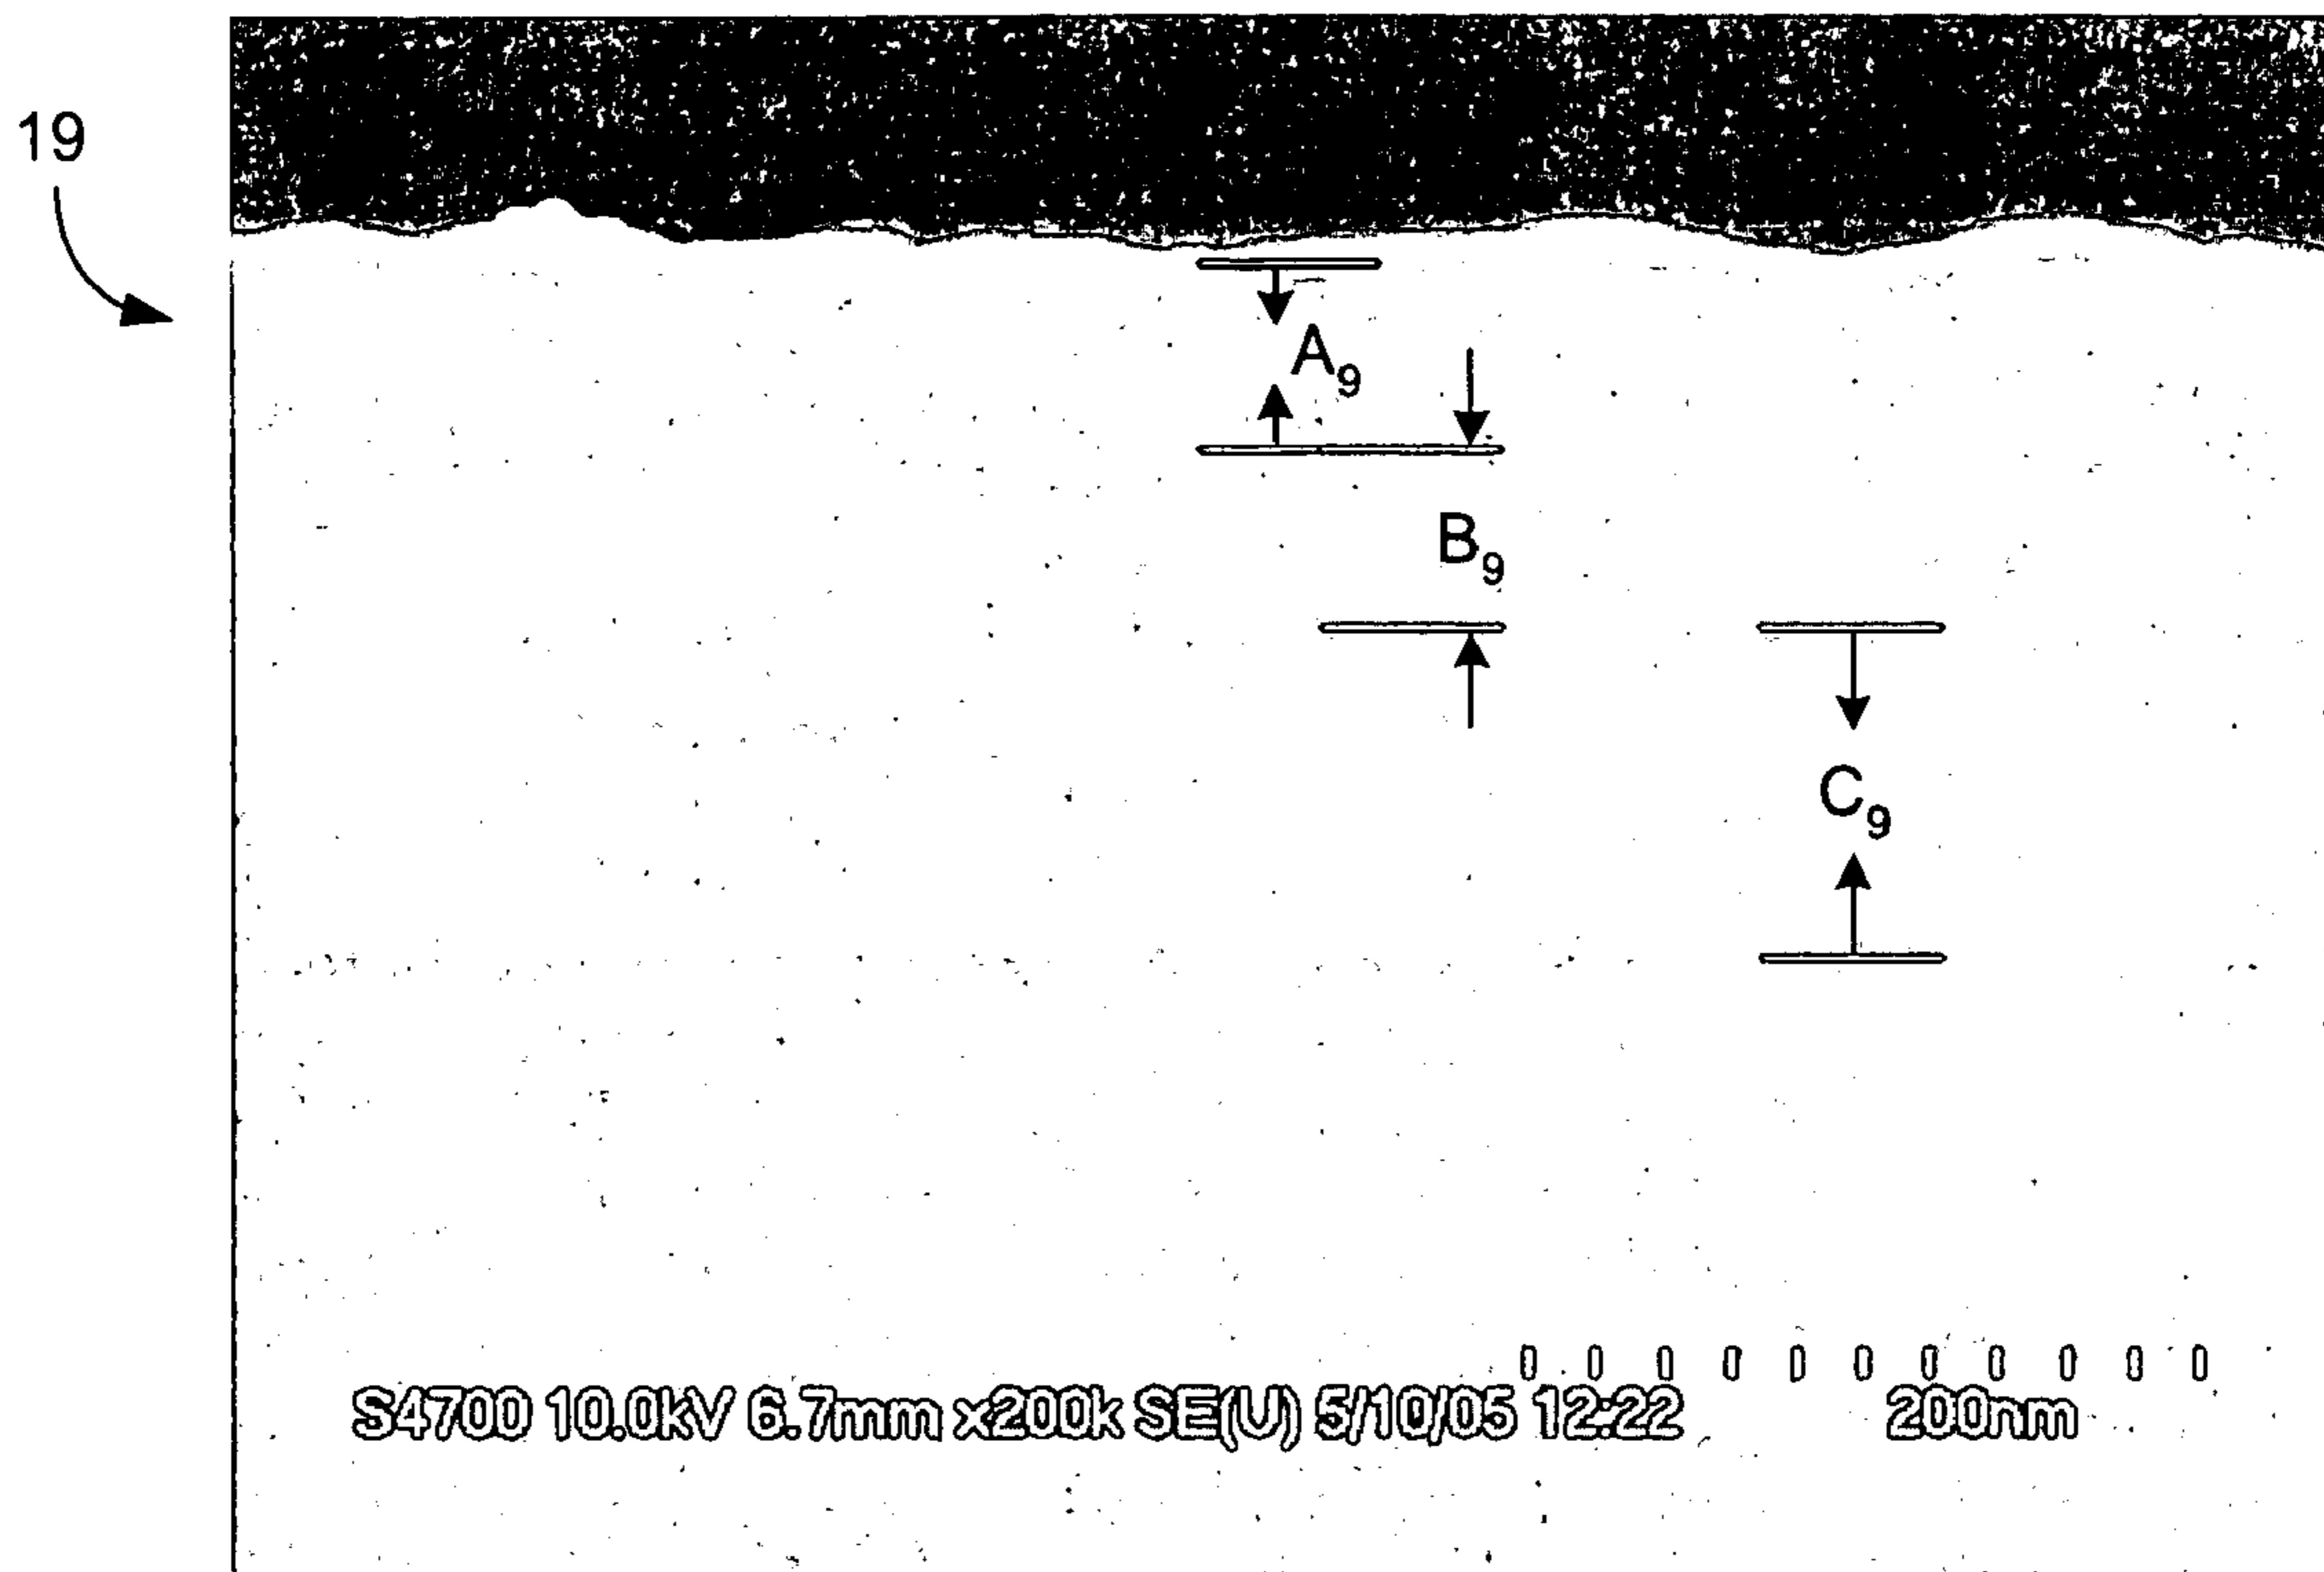 19
A₉
B₉
C₉
S4700 10.0kV 6.7mm x200k SE(U) 5/10/05 12:22 200nm